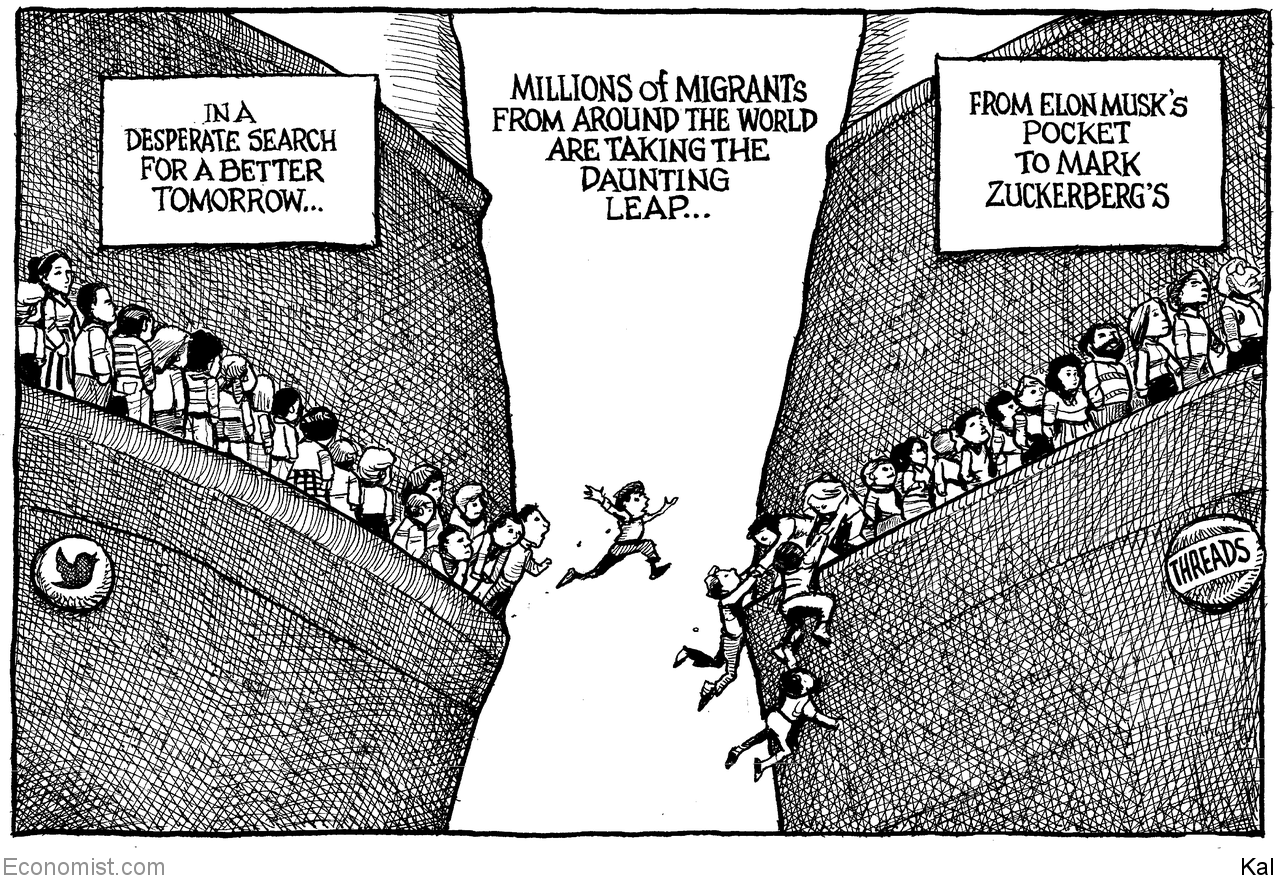 IN A
DESPERATE SEARCH
FOR A BETTER
TOMORROW...
MILLIONS of MIGRANTS
FROM AROUND THE WORLD
ARE TAKING THE
DAUNTING
LEAP...
FROM ELON MUSK'S
POCKET
TO MARK
ZUCKERBERG'S
THREADS
Economist.com
Kal